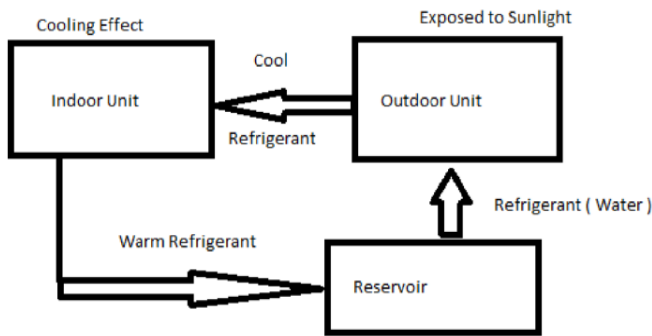 Cooling Effect
Exposed to Sunlight
Indoor Unit
Cool
Refrigerant
Outdoor Unit
Refrigerant ( Water )
Warm Refrigerant
Reservoir